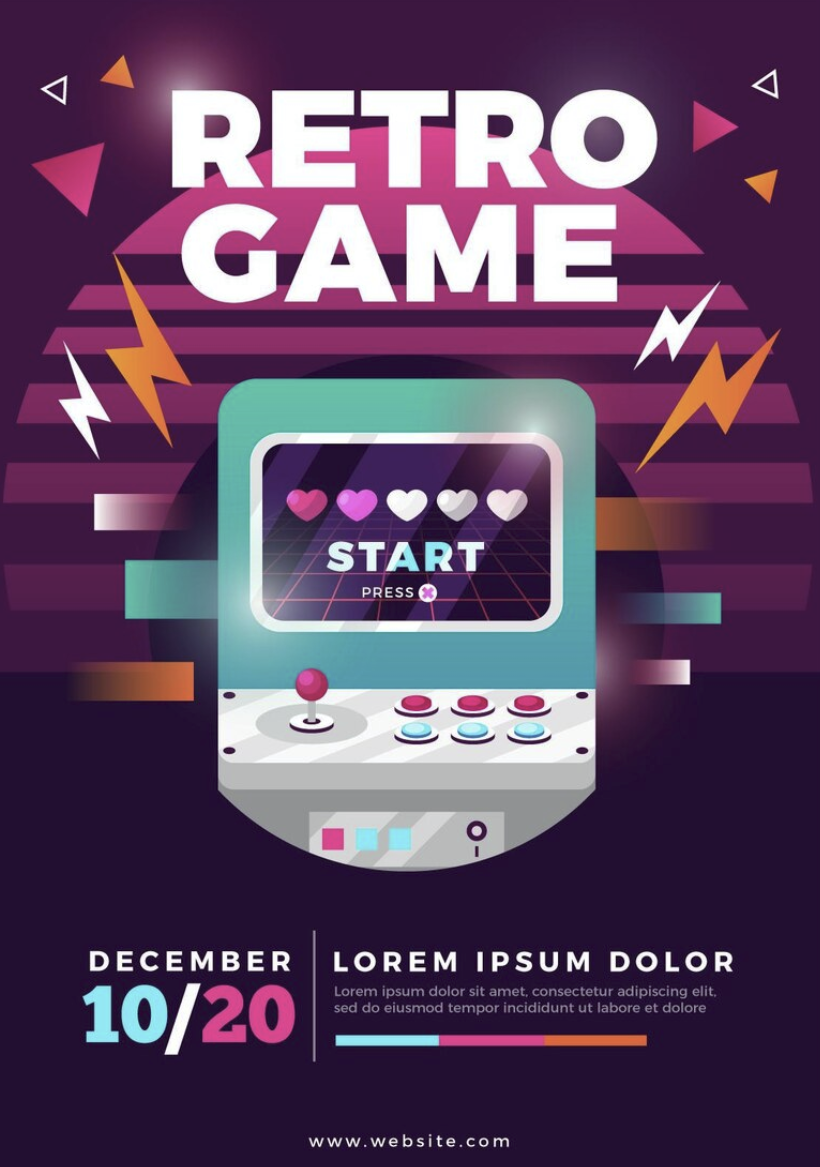 RETRO
GAME
START
PRESS
DECEMBER
10/20
LOREM IPSUM DOLOR
Lorem ipsum dolor sit amet, consectetur adipiscing elit,
sed do eiusmod tempor incididunt ut labore et dolore
www.website.com